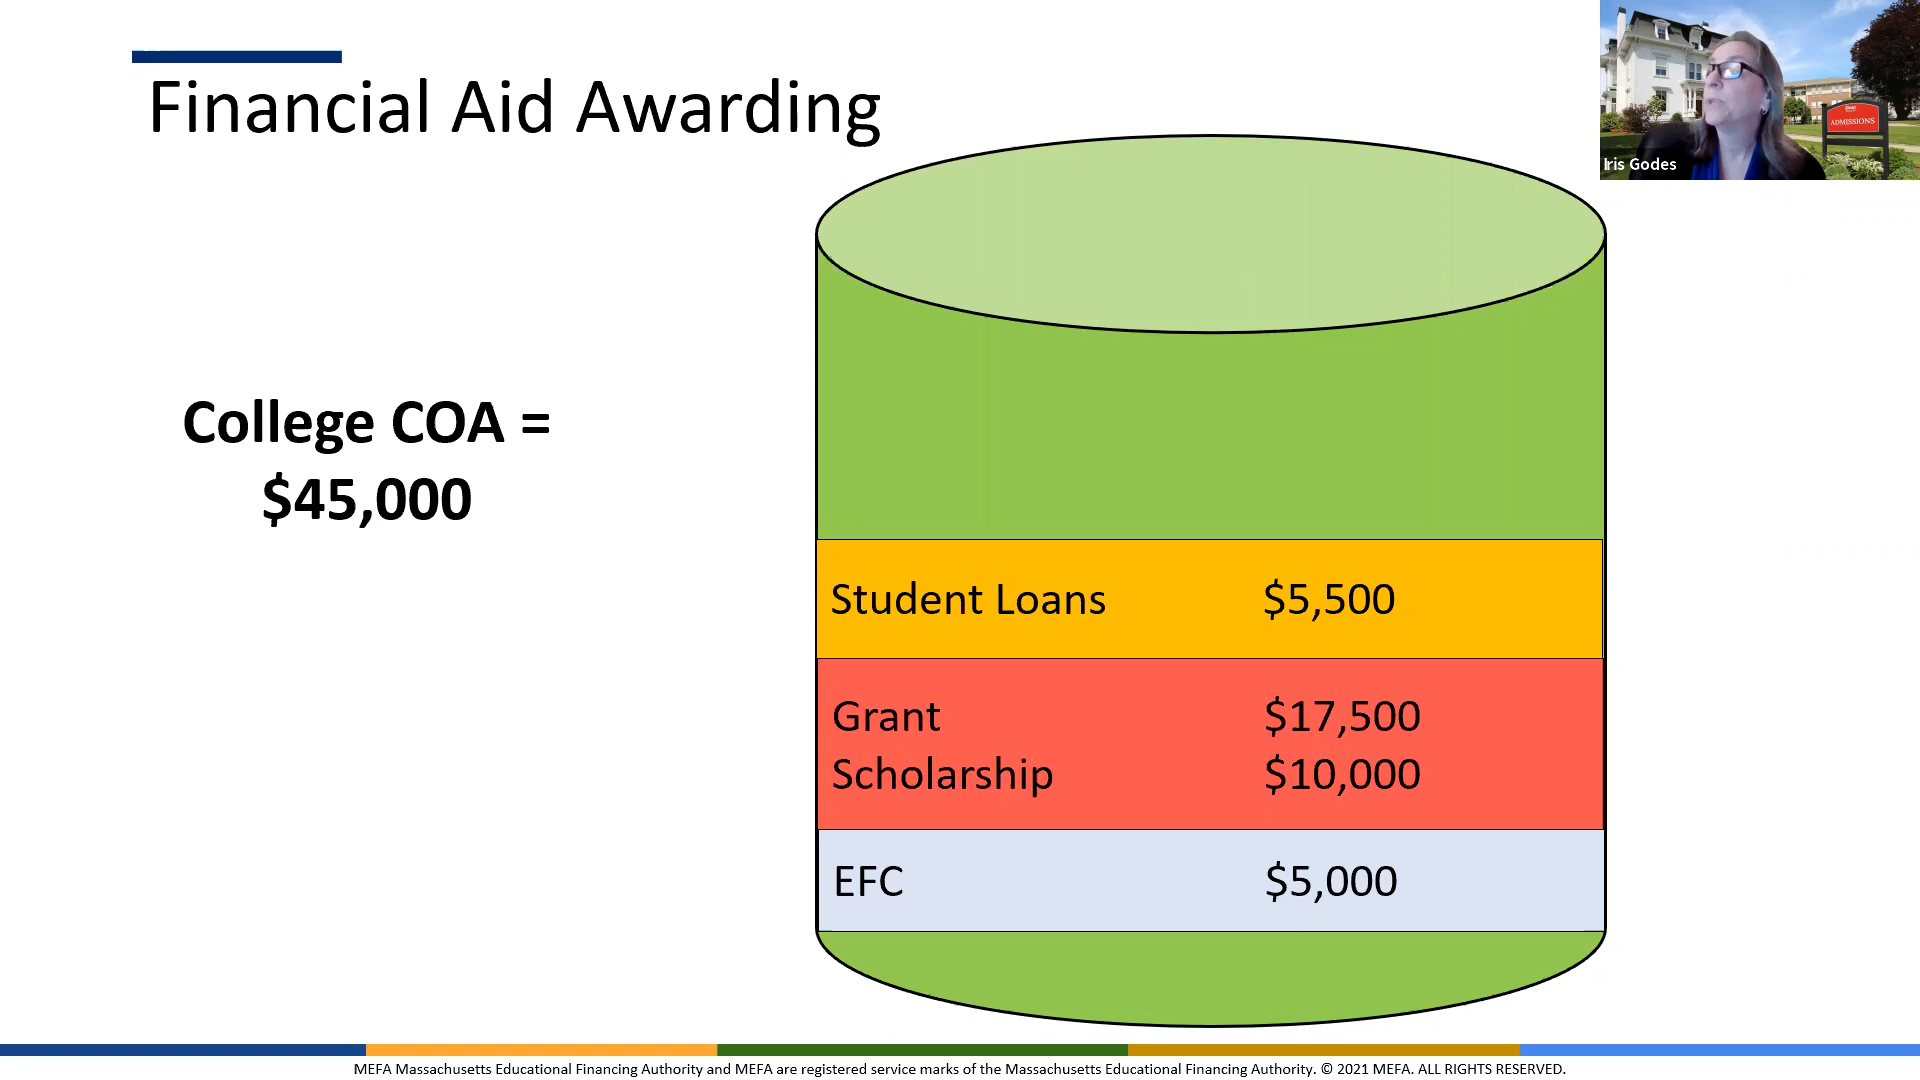 Financial Aid Awarding
ADMISSIONS
Iris Godes
College COA =
$45,000
Student Loans $5,500
Grant $17,500
Scholarship $10,000
EFC $5,000
MEFA Massachusetts Educational Financing Authority and MEFA are registered service marks of the Massachusetts Educational Financing Authority. © 2021 MEFA. ALL RIGHTS RESERVED.